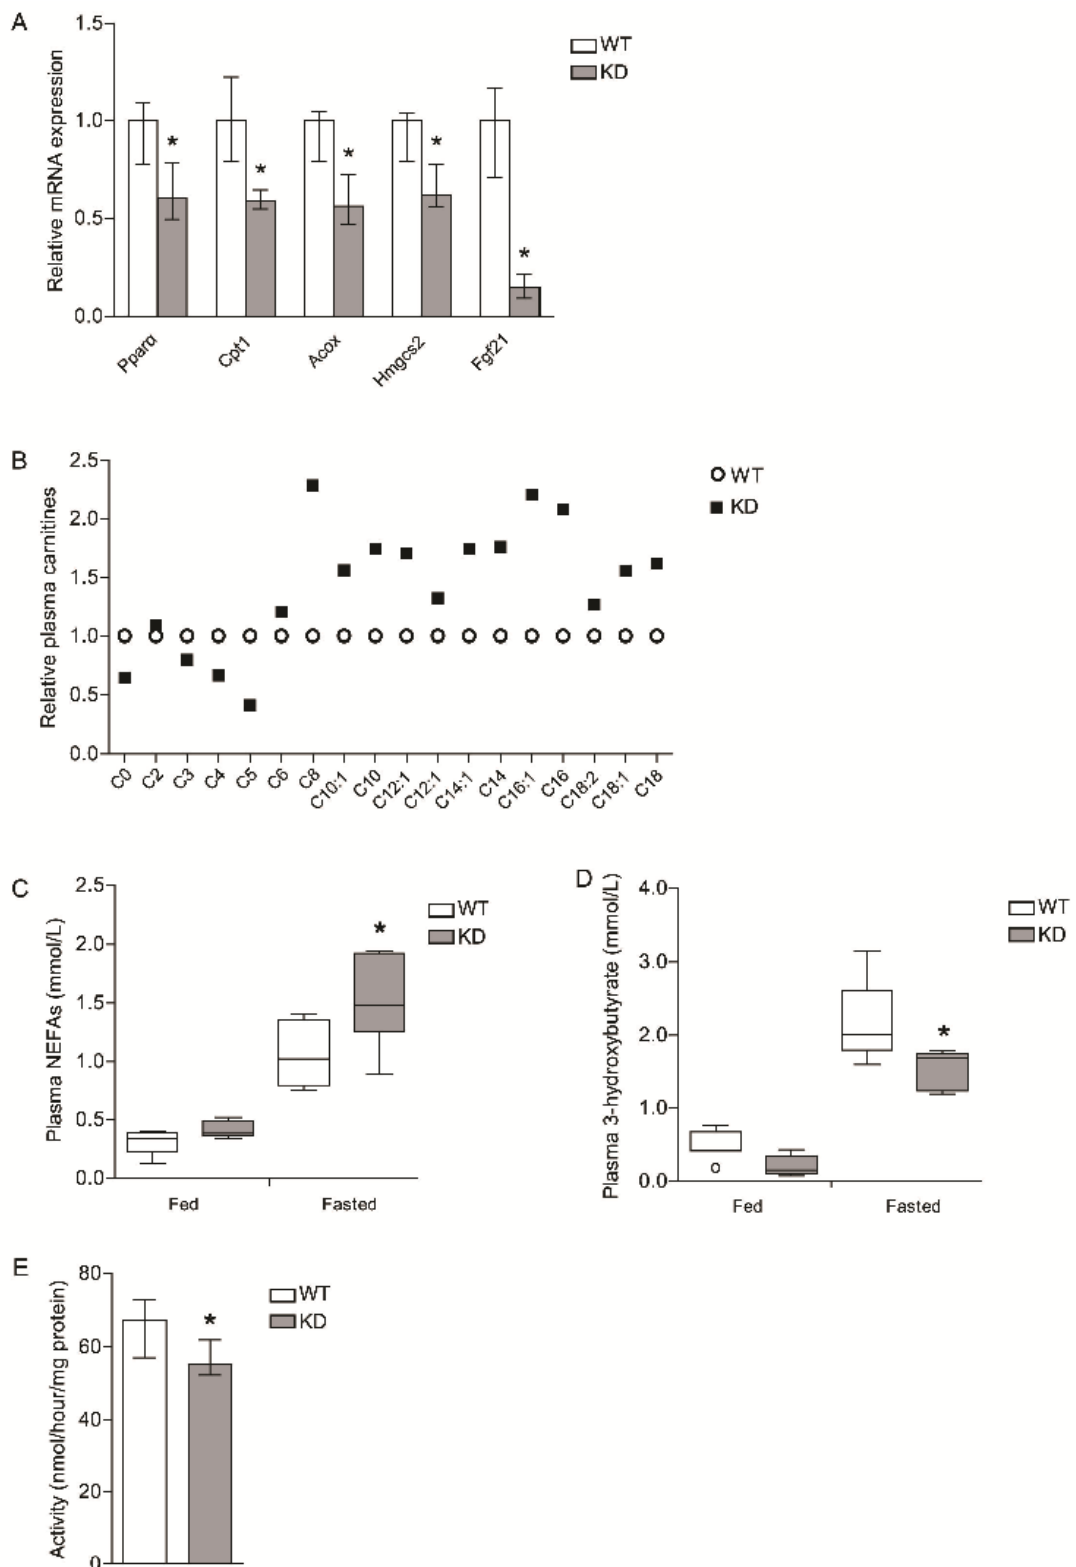 A
Relative mRNA expression
1.5
1.0
0.5
0.0
WT
KD
* * * * *
Pparα Cpt1 Acox Hmgcs2 Fgf21
B
Relative plasma carnitines
2.5
2.0
1.5
1.0
0.5
0.0
WT
KD
C0 C2 C3 C4 C5 C6 C8 C10:1 C10 C12:1 C12:1 C14:1 C14 C16:1 C16 C18:2 C18:1 C18
C
Plasma NEFAs (mmol/L)
2.5
2.0
1.5
1.0
0.5
0.0
WT
KD
*
Fed Fasted
D
Plasma 3-hydroxybutyrate (mmol/L)
4.0
3.0
2.0
1.0
0.0
WT
KD
*
Fed Fasted
E
Activity (nmol/hour/mg protein)
80
60
40
20
0
WT
KD
*